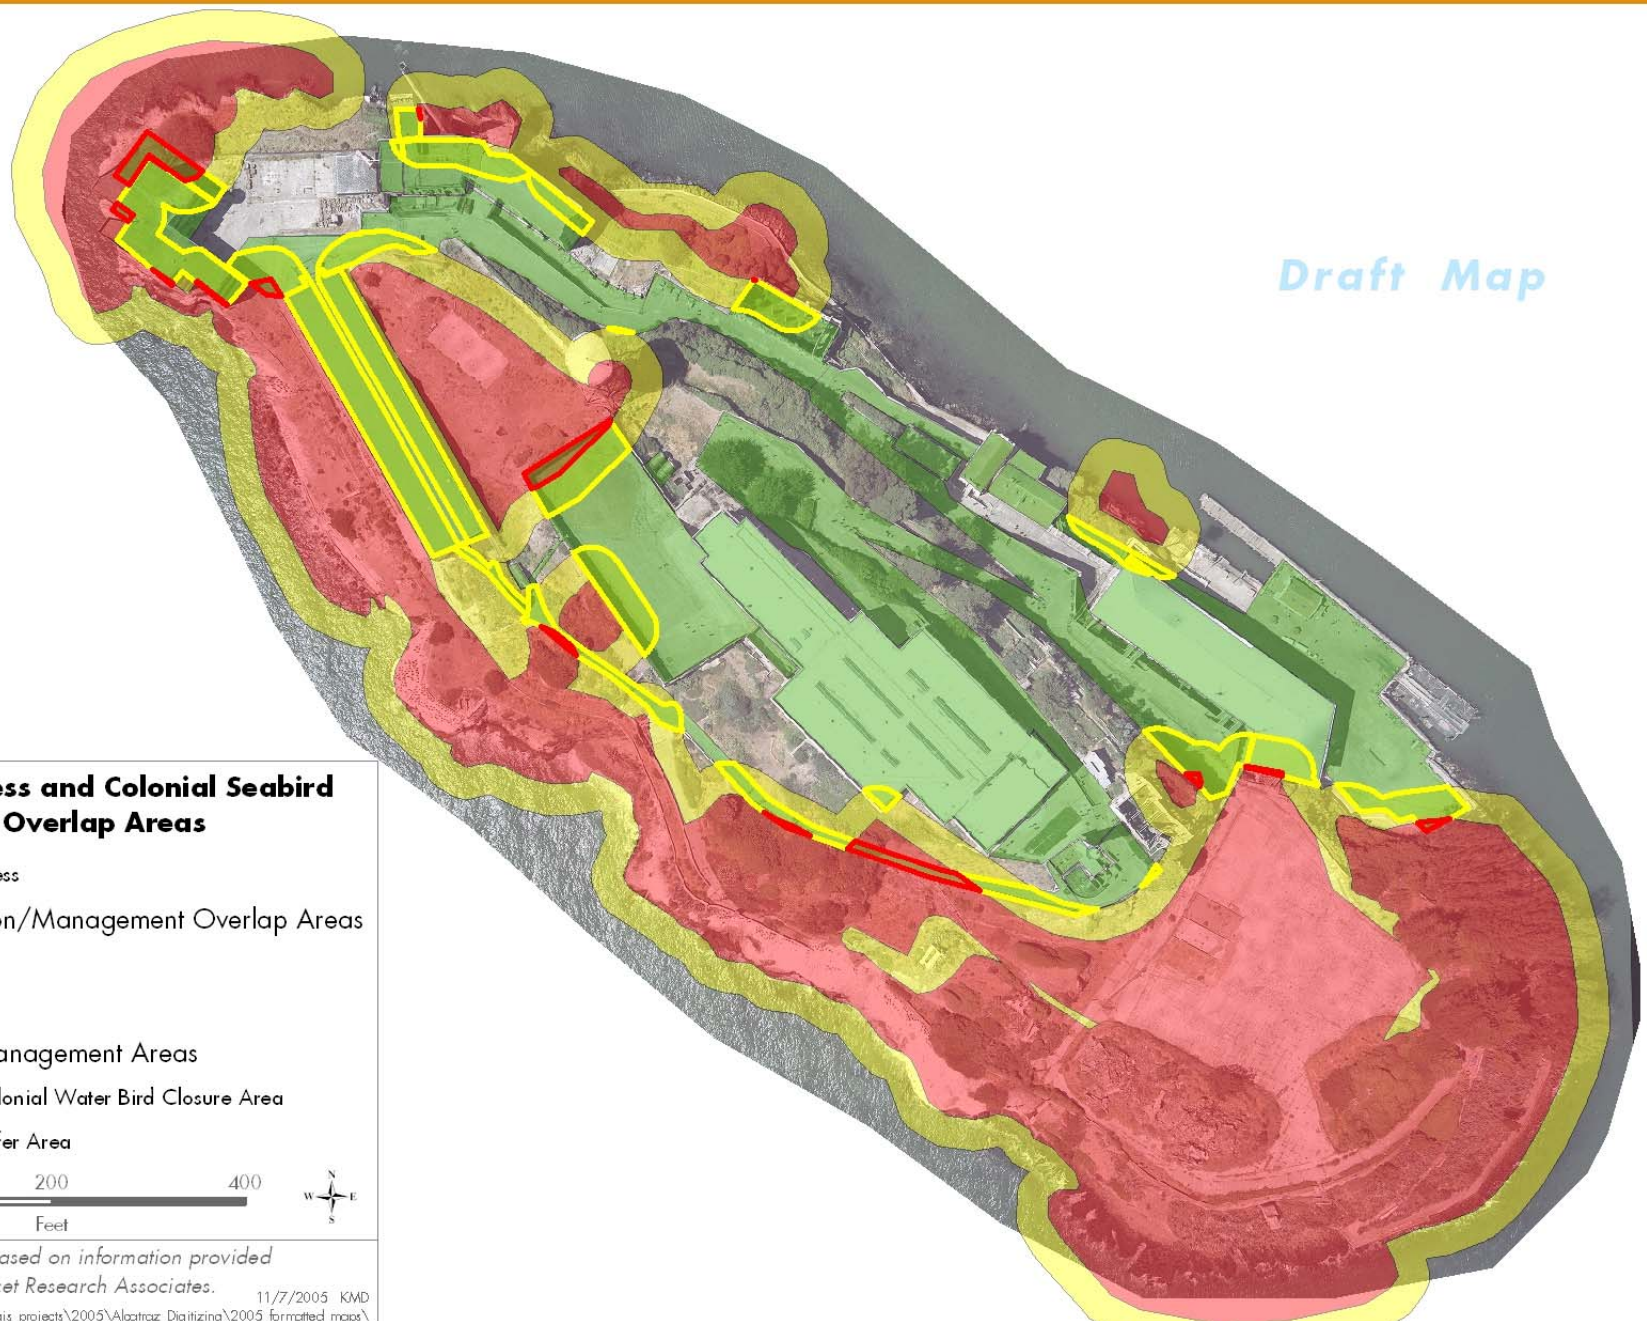 Draft Map
ess and Colonial Seabird
Overlap Areas
ess
on/Management Overlap Areas
anagement Areas
lonial Water Bird Closure Area
fer Area
200 400
Feet
N
W E
S
ased on information provided
ket Research Associates.
11/7/2005 KMD
gis projects\2005\Alcatraz Digitizing\2005 formatted maps\